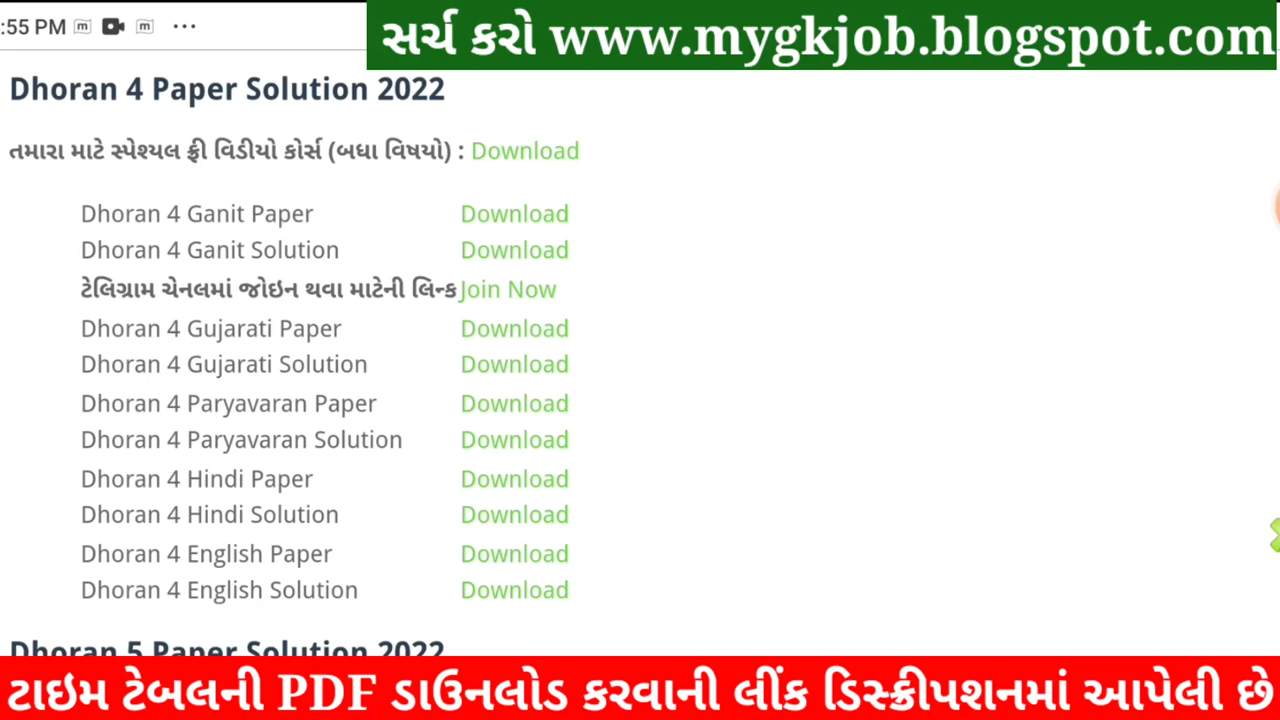 :55 PM m m ...
સર્ચ કરો www.mygkjob.blogspot.com
Dhoran 4 Paper Solution 2022
તમારા માટે સ્પેશ્યલ ફ્રી વિડીયો કોર્સ (બધા વિષયો) : Download
Dhoran 4 Ganit Paper Download
Dhoran 4 Ganit Solution Download
ટેલિગ્રામ ચેનલમાં જોઇન થવા માટેની લિન્ક Join Now
Dhoran 4 Gujarati Paper Download
Dhoran 4 Gujarati Solution Download
Dhoran 4 Paryavaran Paper Download
Dhoran 4 Paryavaran Solution Download
Dhoran 4 Hindi Paper Download
Dhoran 4 Hindi Solution Download
Dhoran 4 English Paper Download
Dhoran 4 English Solution Download
Dhoran 5 Paper Solution 2022
ટાઇમ ટેબલની PDF ડાઉનલોડ કરવાની લીંક ડિસ્ક્રીપશનમાં આપેલી છે